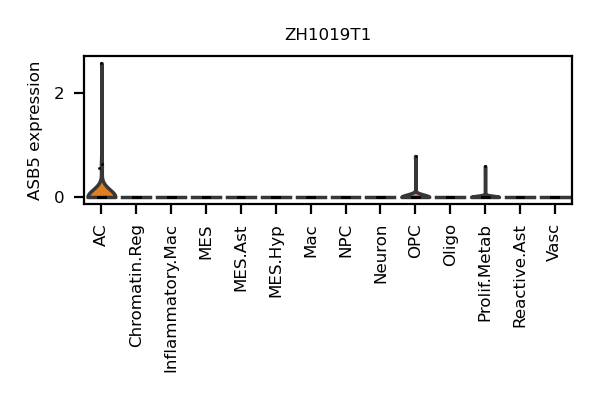 ZH1019T1
ASB5 expression
2
0
AC
Chromatin.Reg
Inflammatory.Mac
MES
MES.Ast
MES.Hyp
Mac
NPC
Neuron
OPC
Oligo
Prolif.Metab
Reactive.Ast
Vasc